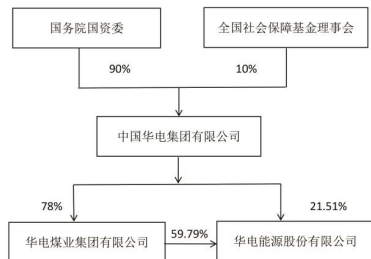 国务院国资委
全国社会保障基金理事会
90%
10%
中国华电集团有限公司
78%
21.51%
华电煤业集团有限公司
59.79%
华电能源股份有限公司